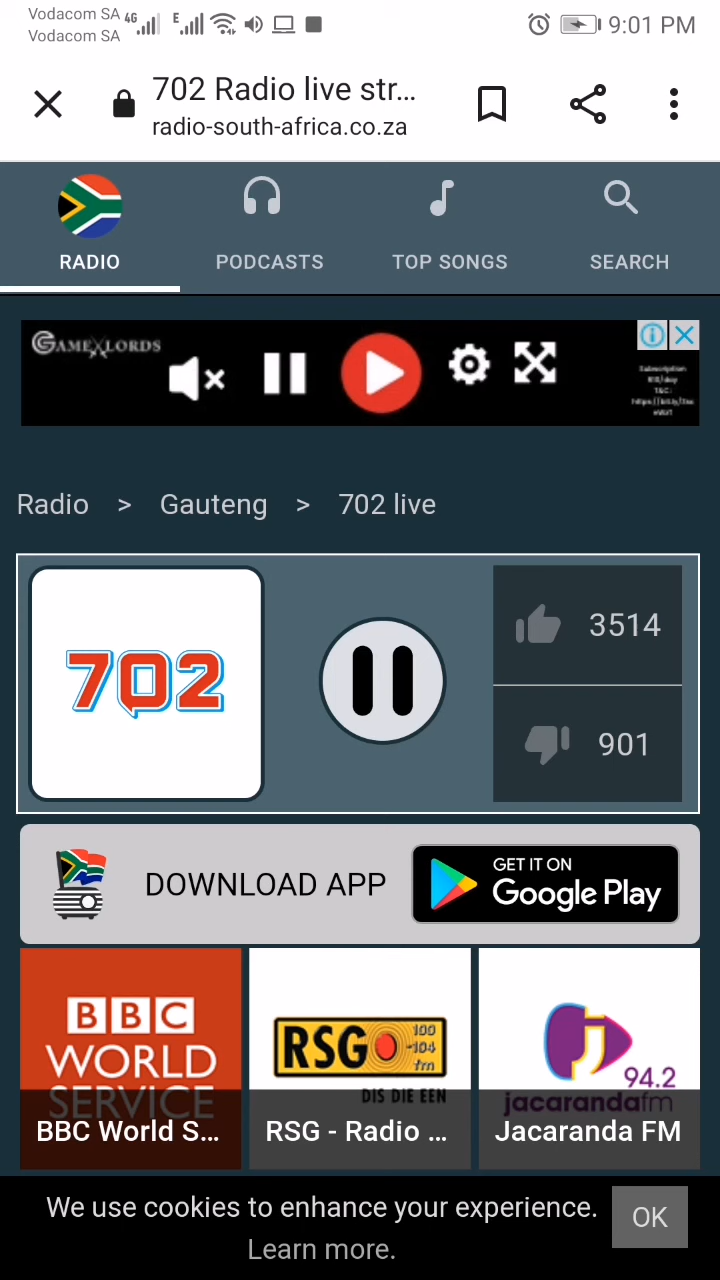 Vodacom SA 4G E 9:01 PM
Vodacom SA
702 Radio live str...
radio-south-africa.co.za
RADIO PODCASTS TOP SONGS SEARCH
GAMEXLORDS
Subscription
Radio > Gauteng > 702 live
702
3514
901
DOWNLOAD APP
GET IT ON
Google Play
BBC
WORLD
SERVICE
BBC World S...
RSG 100
-104
fm
DIS DIE EEN
RSG - Radio ...
94.2
jacarandafm
Jacaranda FM
We use cookies to enhance your experience.
Learn more.
OK